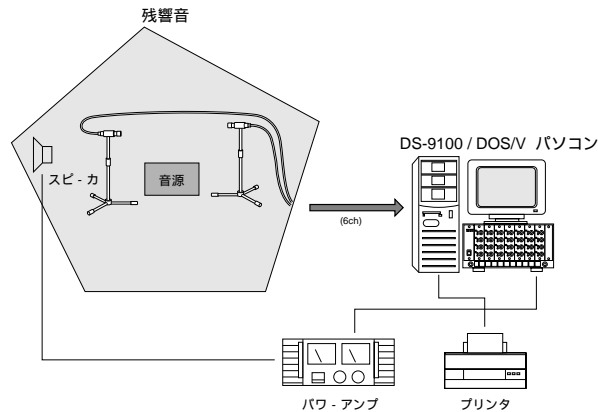 残響音
DS-9100 / DOS/V パソコン
スピ - カ
音源
(6ch)
パワ - アンプ
プリンタ